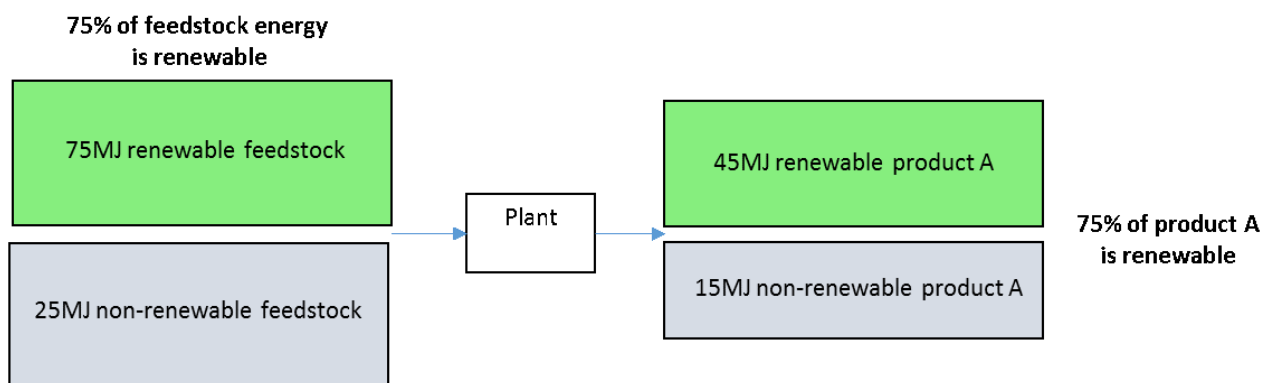 75% of feedstock energy
is renewable
75MJ renewable feedstock
25MJ non-renewable feedstock
Plant
45MJ renewable product A
15MJ non-renewable product A
75% of product A
is renewable